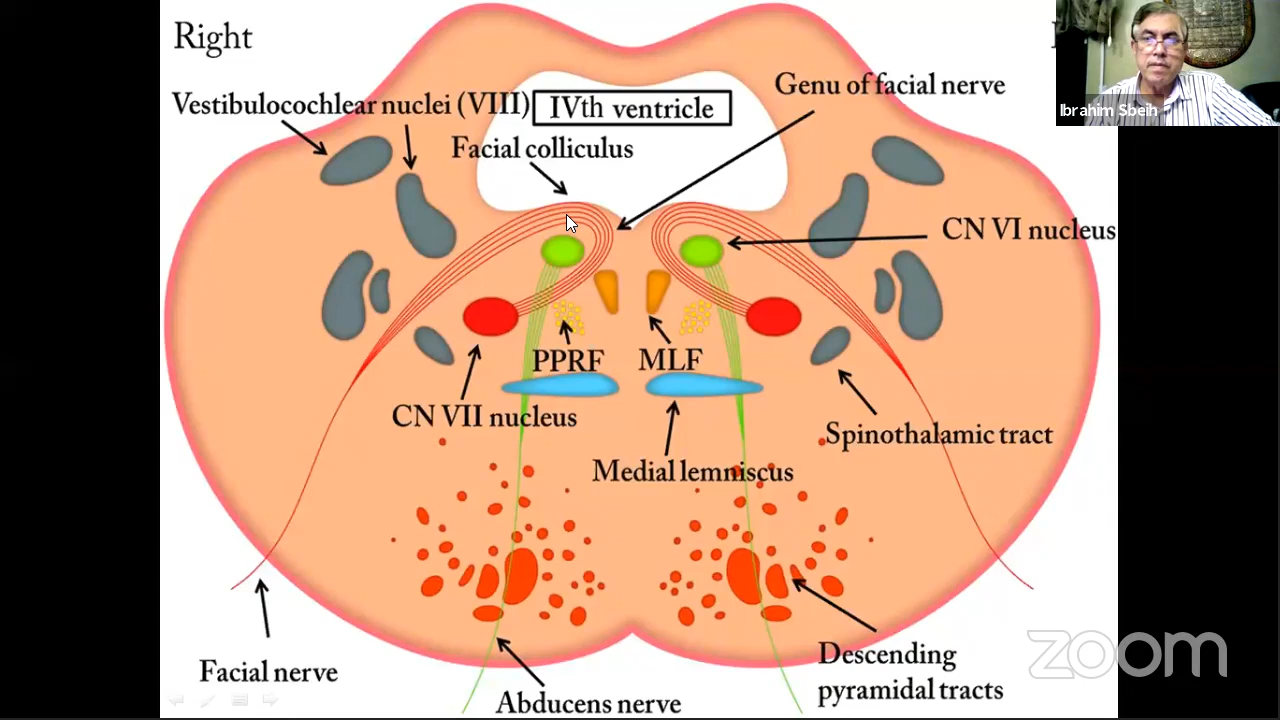 Right
Ibrahim Sbeih
Genu of facial nerve
Vestibulocochlear nuclei (VIII)
IVth ventricle
Facial colliculus
CN VI nucleus
PPRF
MLF
CN VII nucleus
Spinothalamic tract
Medial lemniscus
Facial nerve
Abducens nerve
Descending
pyramidal tracts
zoom